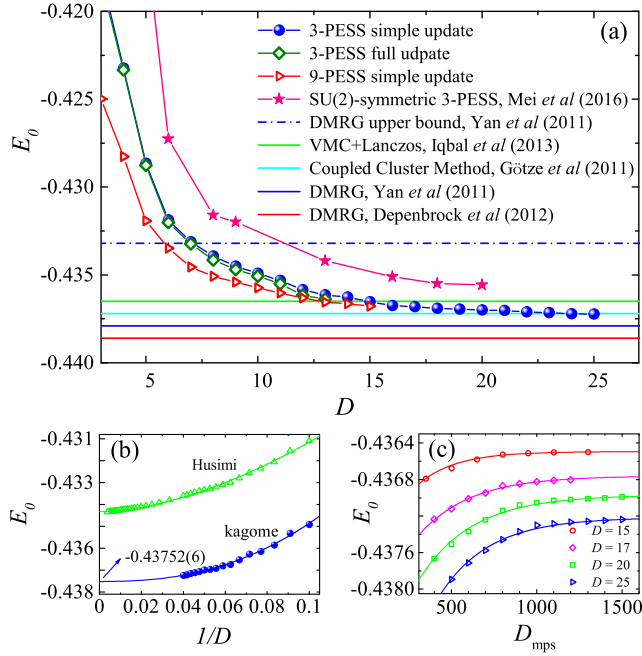 -0.420
-0.425
-0.430
-0.435
-0.440
E0
5
10
15
20
25
D
(a)
3-PESS simple update
3-PESS full udpate
9-PESS simple update
SU(2)-symmetric 3-PESS, Mei et al (2016)
DMRG upper bound, Yan et al (2011)
VMC+Lanczos, Iqbal et al (2013)
Coupled Cluster Method, Götze et al (2011)
DMRG, Yan et al (2011)
DMRG, Depenbrock et al (2012)
-0.431
-0.433
-0.436
-0.438
E0
(b)
Husimi
kagome
-0.43752(6)
0.00 0.02 0.04 0.06 0.08 0.1
1/D
-0.4364
-0.4368
-0.4376
-0.4380
E0
(c)
D = 15
D = 17
D = 20
D = 25
500 1000 1500
Dmps